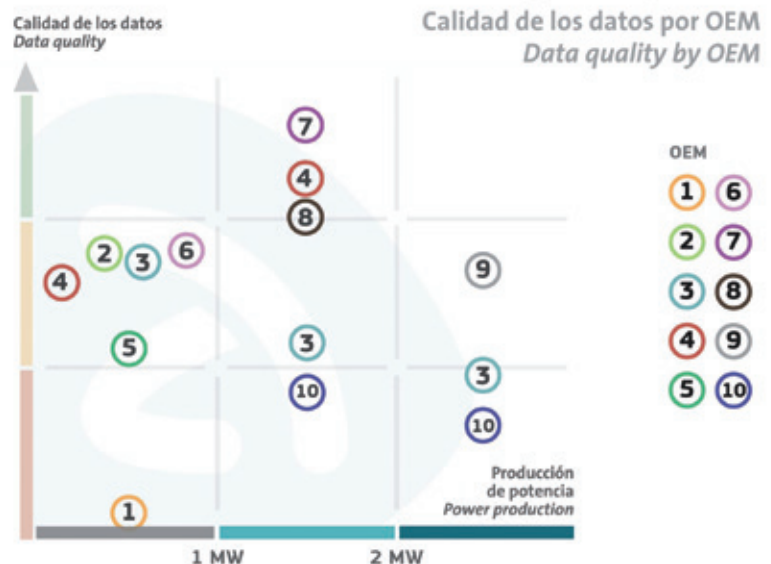 Calidad de los datos
Data quality
Calidad de los datos por OEM
Data quality by OEM
7
4
8
2
3
6
4
9
5
3
10
3
10
1
Producción
de potencia
Power production
1 MW
2 MW
OEM
1 6
2 7
3 8
4 9
5 10